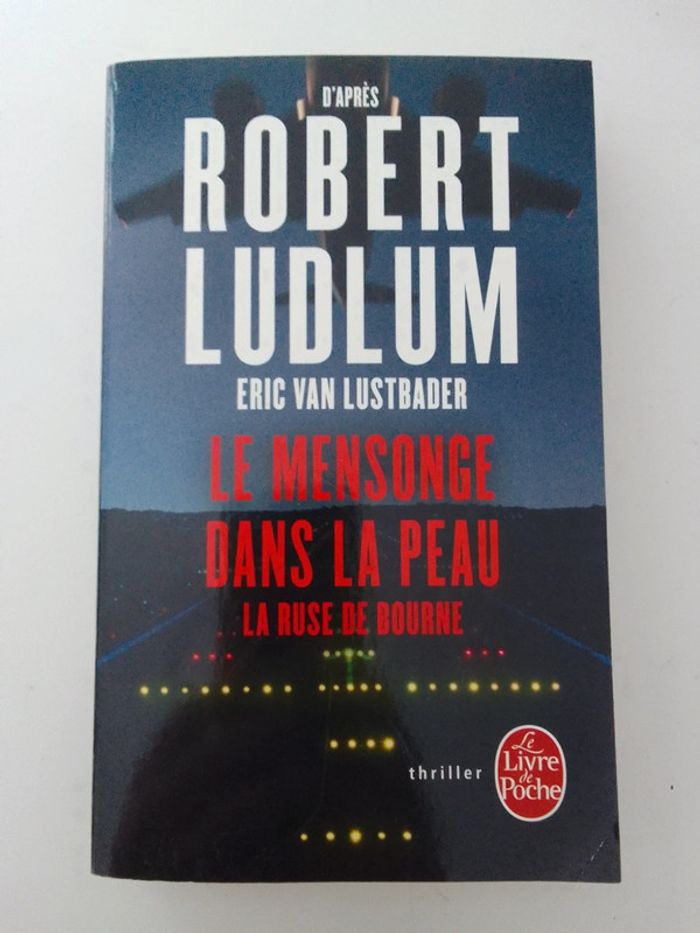 D'APRÈS
ROBERT
LUDLUM
ERIC VAN LUSTBADER
LE MENSONGE
DANS LA PEAU
LA RUSE DE BOURNE
thriller
Le
Livre
de
Poche